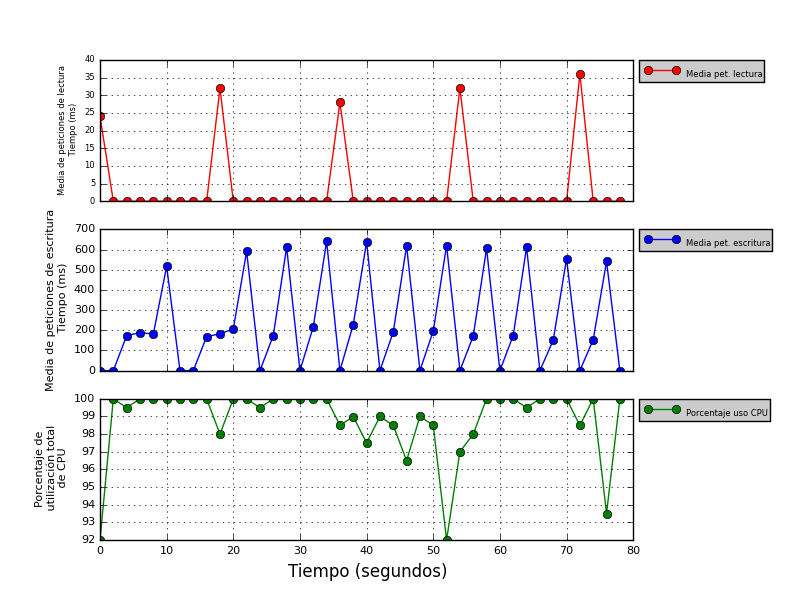 Media de peticiones de lectura
Tiempo (ms)
40
35
30
25
20
15
10
5
0
Media pet. lectura
Media de peticiones de escritura
Tiempo (ms)
700
600
500
400
300
200
100
0
Media pet. escritura
Porcentaje de
utilización total
de CPU
100
99
98
97
96
95
94
93
92
Porcentaje uso CPU
0 10 20 30 40 50 60 70 80
Tiempo (segundos)